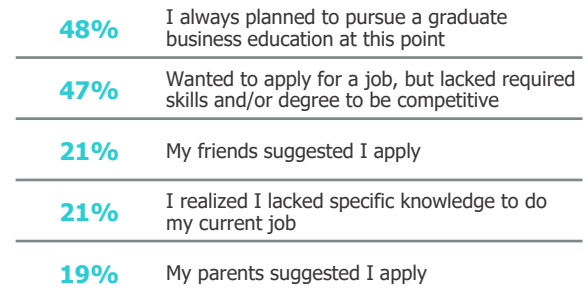 48%
I always planned to pursue a graduate
business education at this point
47%
Wanted to apply for a job, but lacked required
skills and/or degree to be competitive
21%
My friends suggested I apply
21%
I realized I lacked specific knowledge to do
my current job
19%
My parents suggested I apply